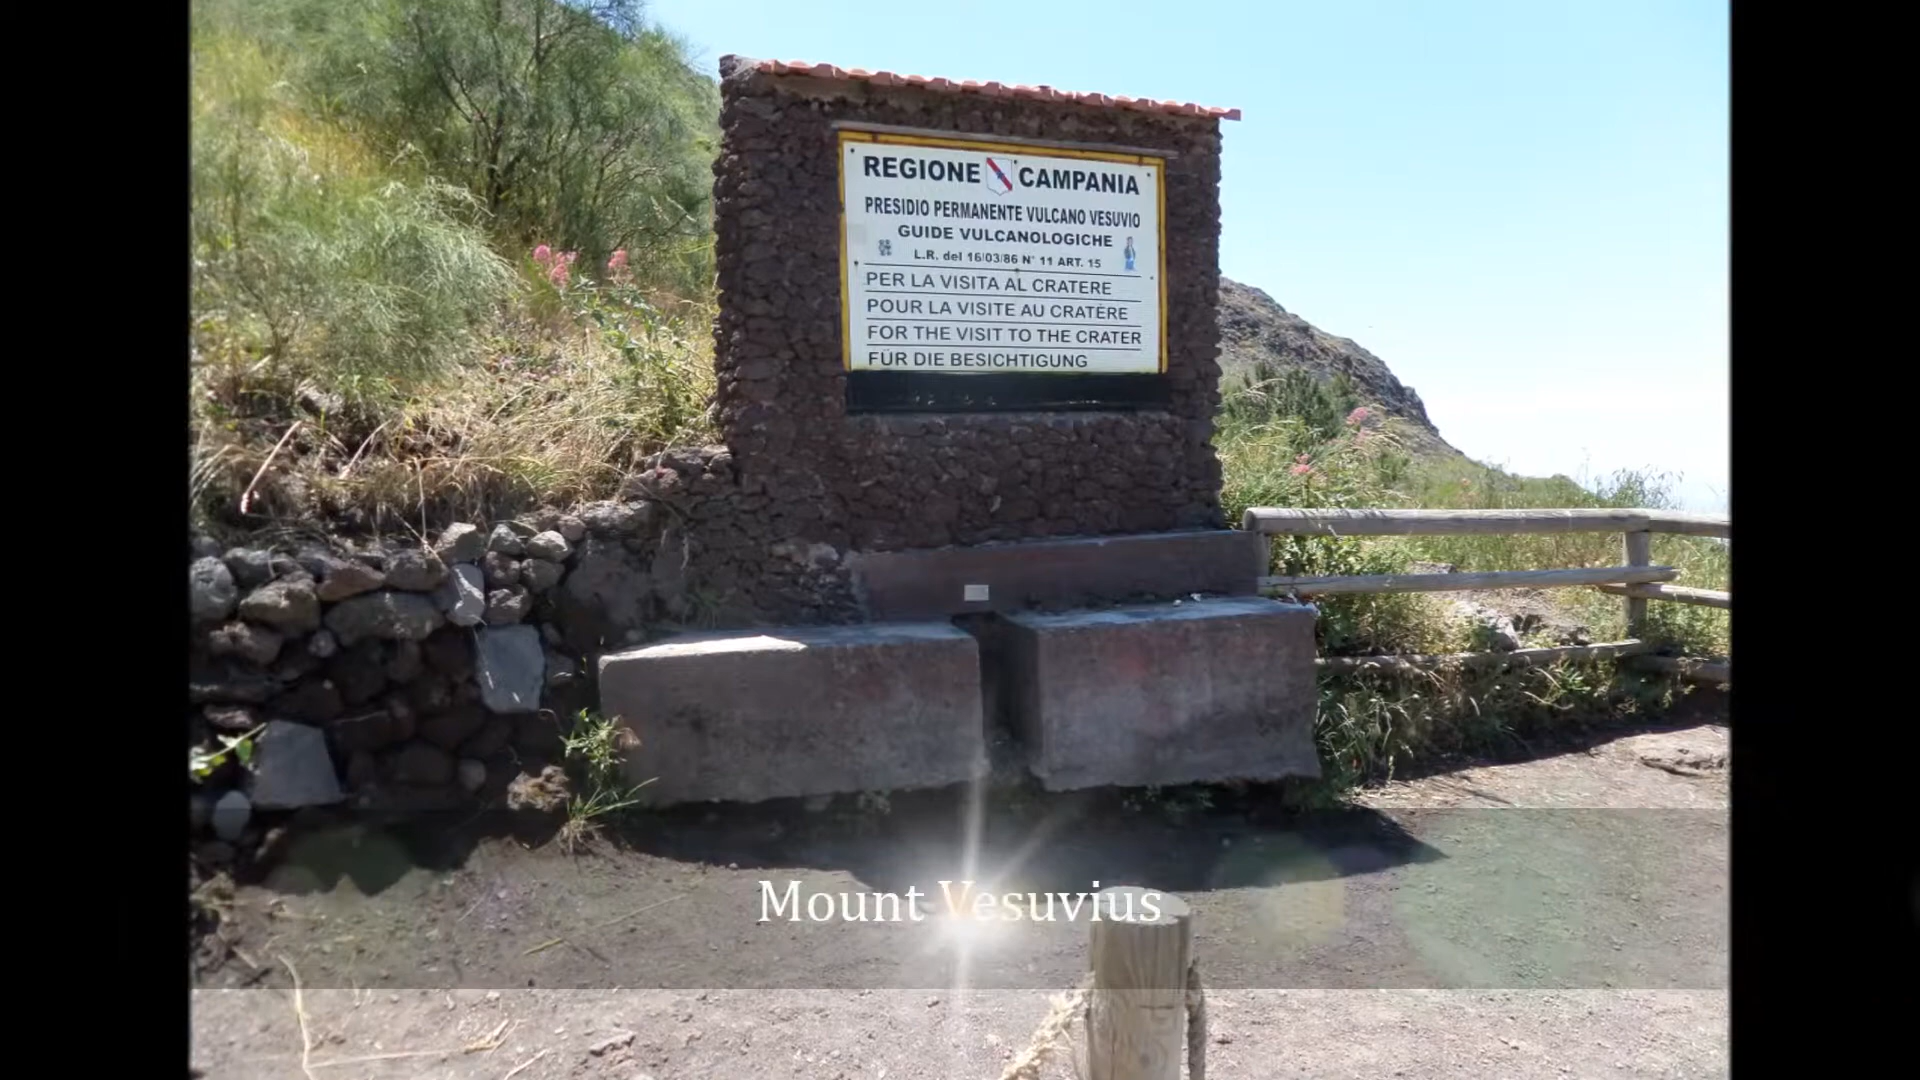 REGIONE CAMPANIA
PRESIDIO PERMANENTE VULCANO VESUVIO
GUIDE VULCANOLOGICHE
L.R. del 16/03/86 N° 11 ART. 15
PER LA VISITA AL CRATERE
POUR LA VISITE AU CRATÈRE
FOR THE VISIT TO THE CRATER
FÜR DIE BESICHTIGUNG
Mount Vesuvius